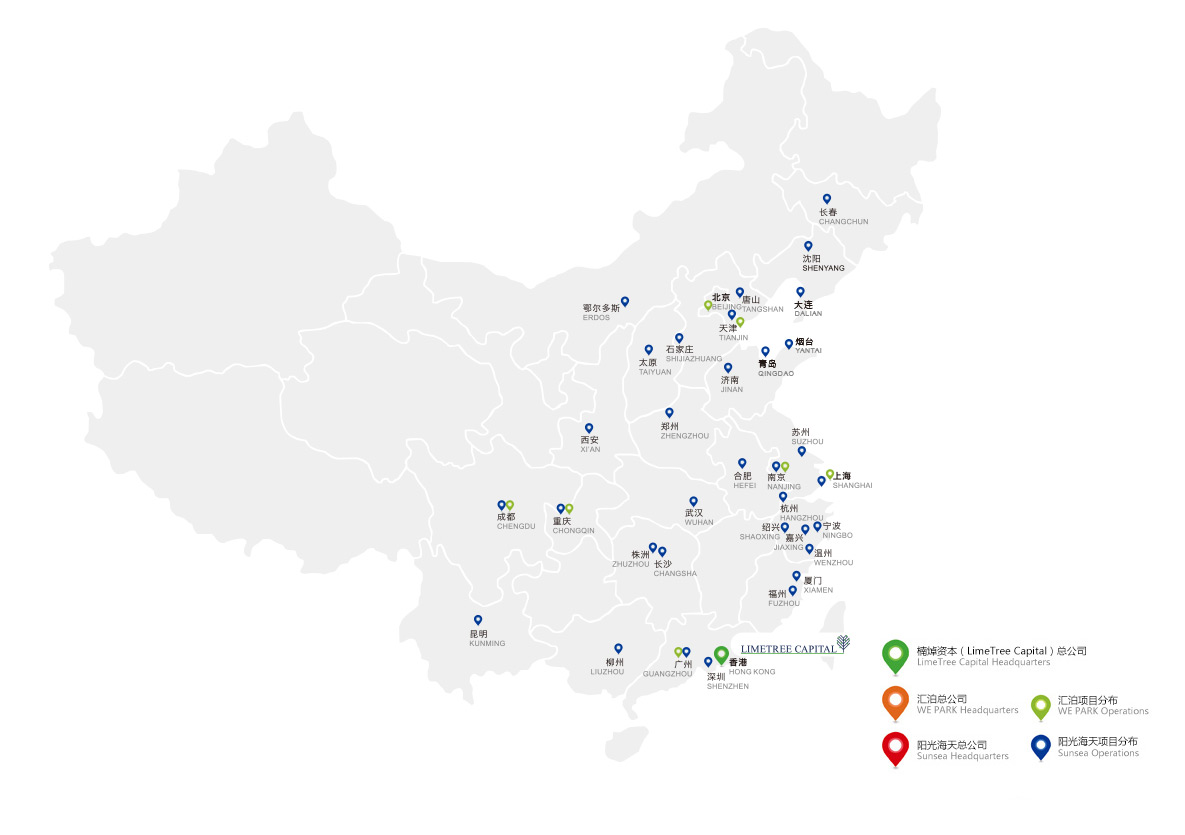 长春
CHANGCHUN
沈阳
SHENYANG
北京
BEIJING
唐山
TANGSHAN
大连
DALIAN
鄂尔多斯
ERDOS
天津
TIANJIN
烟台
YANTAI
石家庄
SHIJIAZHUANG
太原
TAIYUAN
青岛
QINGDAO
济南
JINAN
郑州
ZHENGZHOU
西安
XI'AN
苏州
SUZHOU
合肥
HEFEI
南京
NANJING
上海
SHANGHAI
成都
CHENGDU
重庆
CHONGQIN
武汉
WUHAN
杭州
HANGZHOU
绍兴
SHAOXING
嘉兴
JIAXING
宁波
NINGBO
温州
WENZHOU
株洲
ZHUZHOU
长沙
CHANGSHA
厦门
XIAMEN
福州
FUZHOU
昆明
KUNMING
柳州
LIUZHOU
广州
GUANGZHOU
深圳
SHENZHEN
香港
HONG KONG
LIMETREE CAPITAL
楠焯资本（LimeTree Capital）总公司
LimeTree Capital Headquarters
汇泊总公司
WE PARK Headquarters
汇泊项目分布
WE PARK Operations
阳光海天总公司
Sunsea Headquarters
阳光海天项目分布
Sunsea Operations